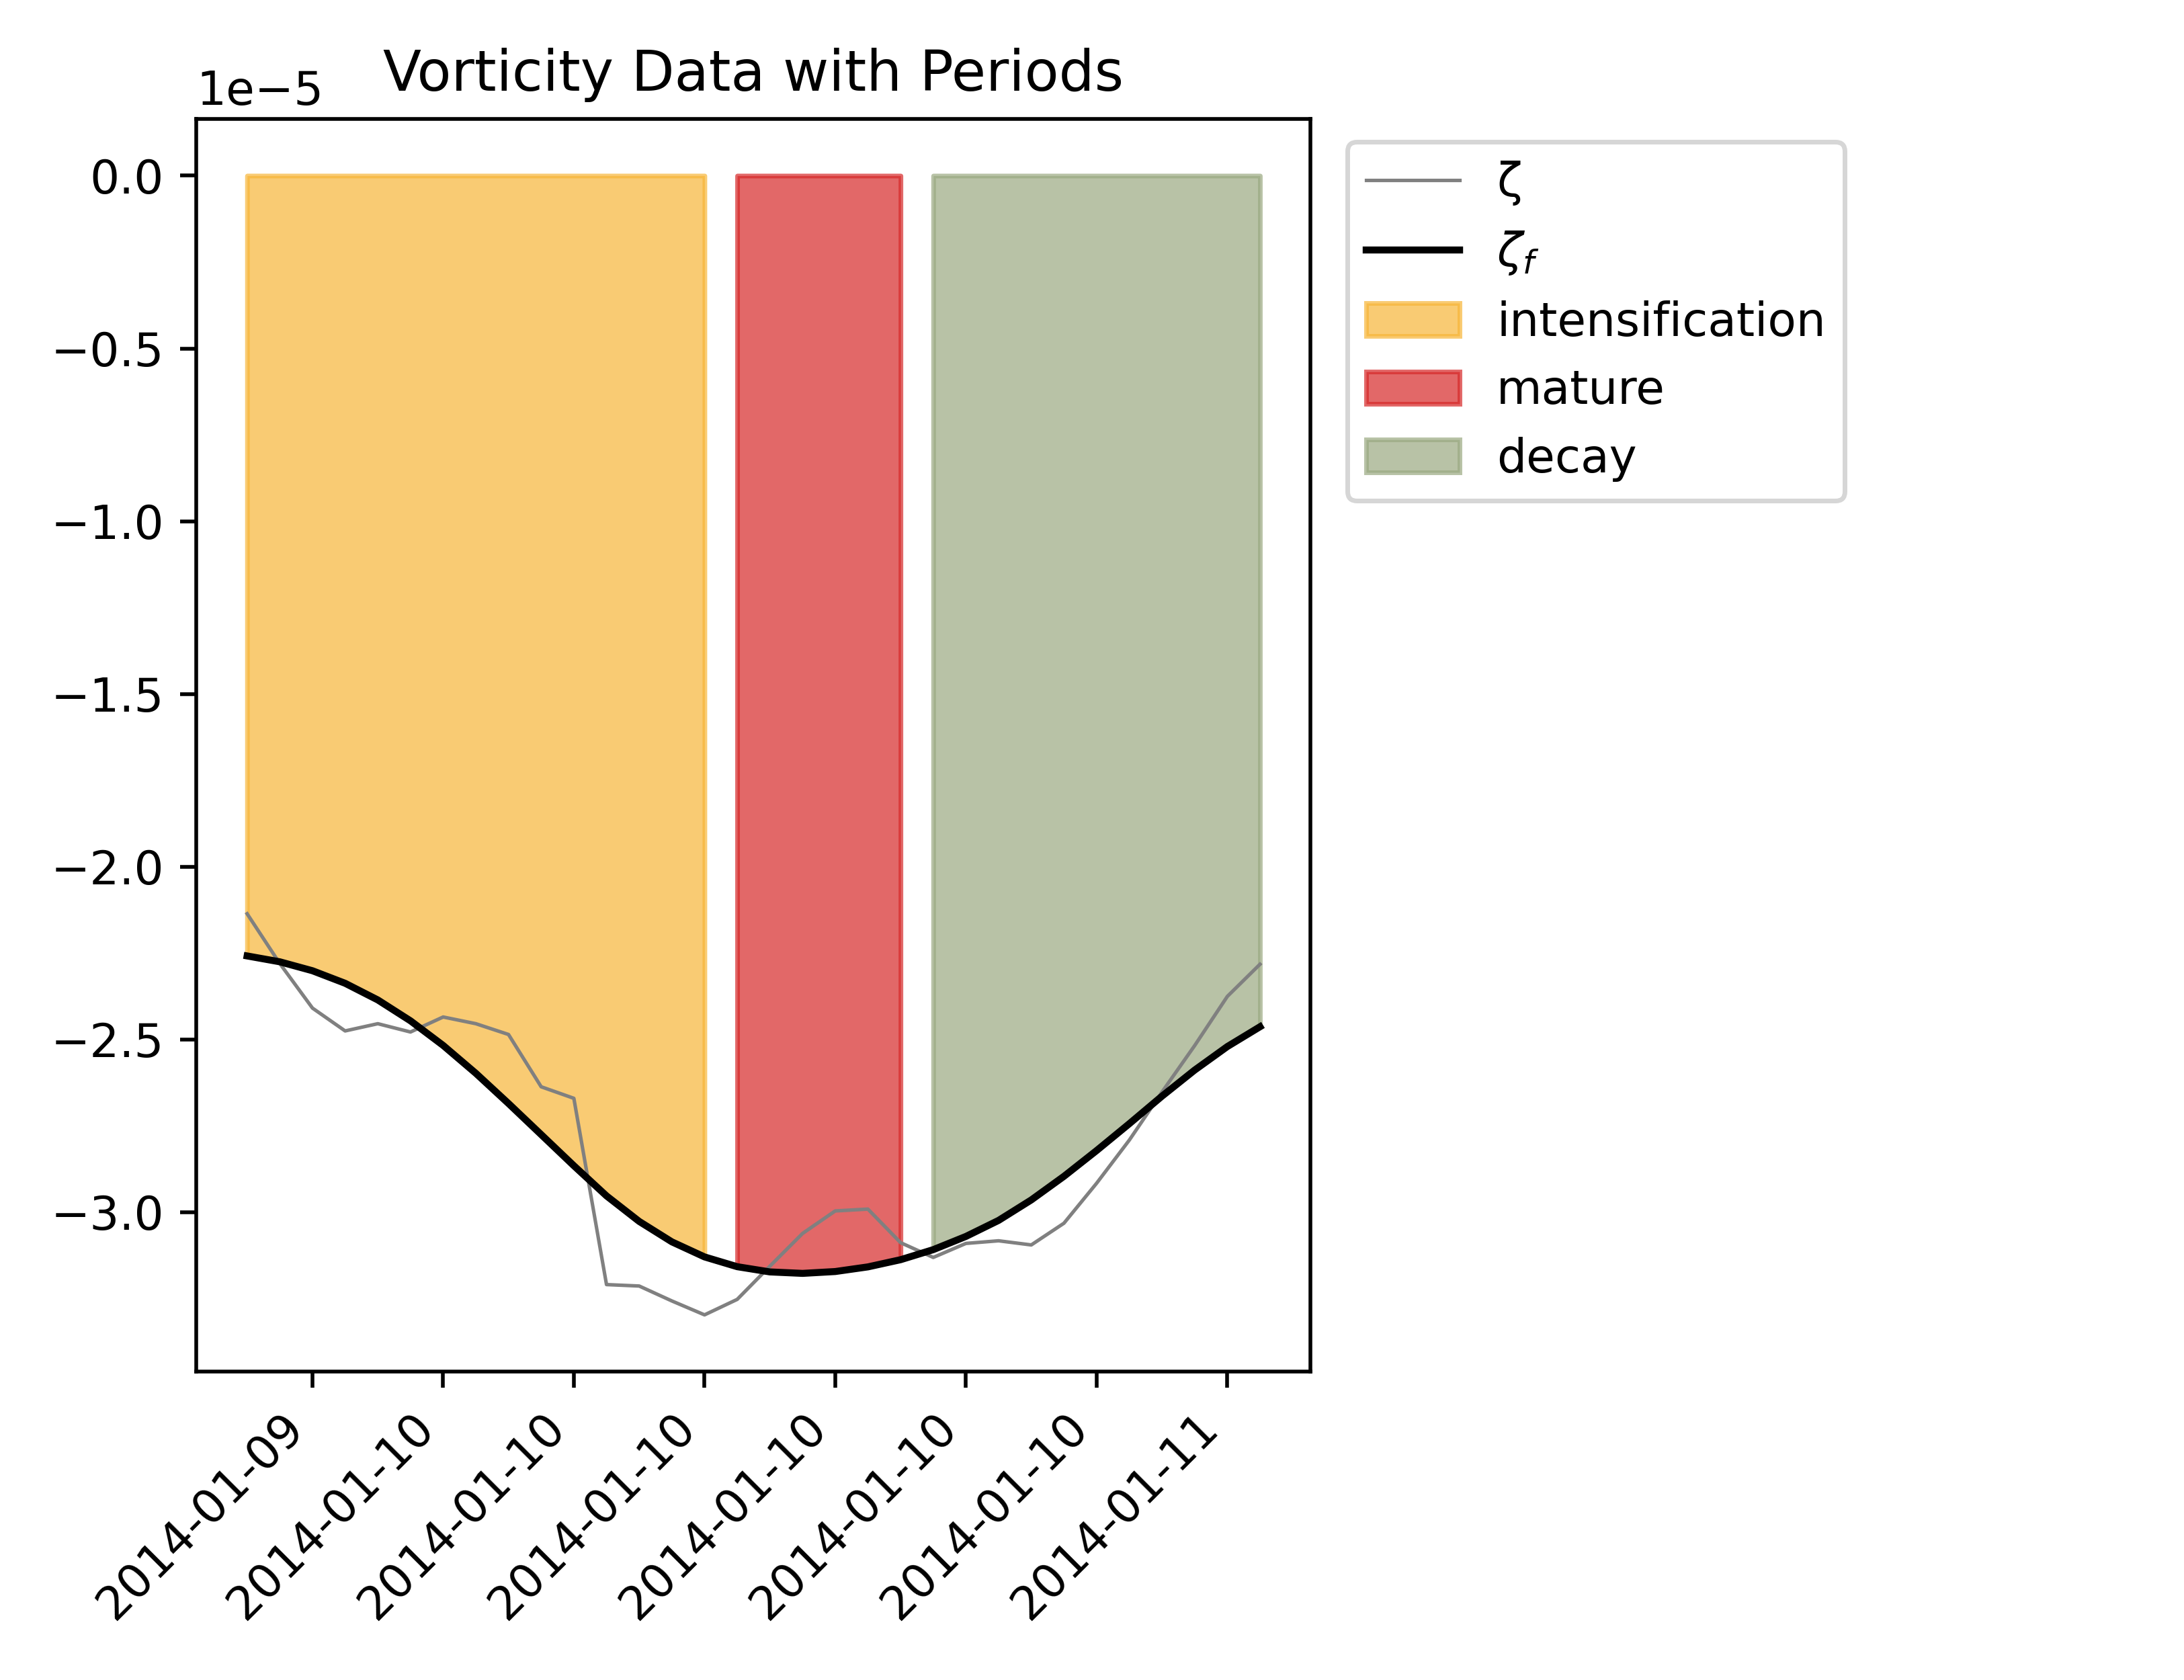 Vorticity Data with Periods
1e−5
0.0
−0.5
−1.0
−1.5
−2.0
−2.5
−3.0
2014-01-09
2014-01-10
2014-01-10
2014-01-10
2014-01-10
2014-01-10
2014-01-10
2014-01-11
ζ
ζf
intensification
mature
decay